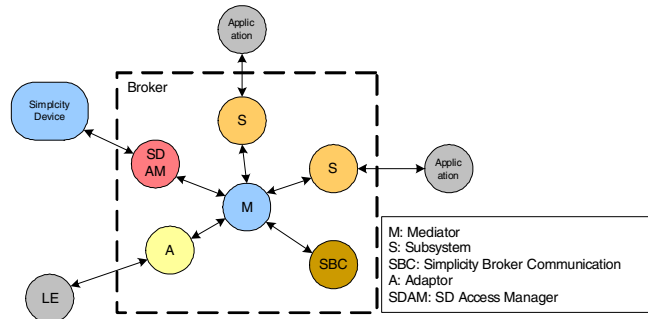 Applic
ation
Broker
Simplcity
Device
S
SD
AM
S
Applic
ation
M
A
SBC
LE
M: Mediator
S: Subsystem
SBC: Simplicity Broker Communication
A: Adaptor
SDAM: SD Access Manager